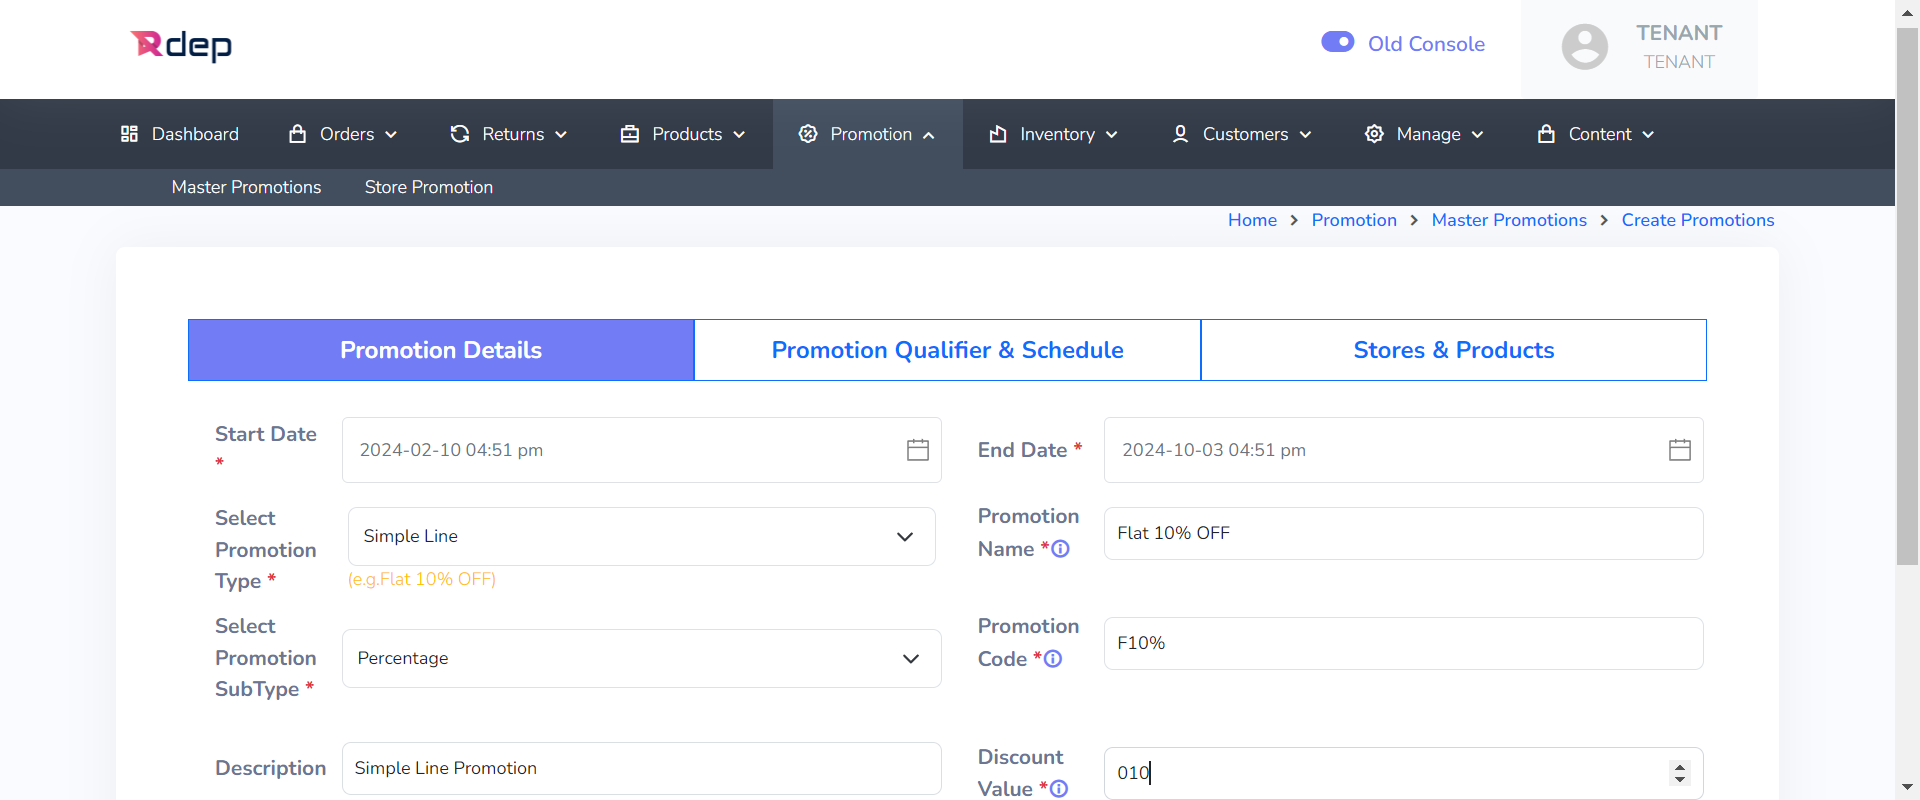 Rdep
Old Console
TENANT
TENANT
Dashboard Orders Returns Products Promotion Inventory Customers Manage Content
Master Promotions Store Promotion
Home > Promotion > Master Promotions > Create Promotions
Promotion Details Promotion Qualifier & Schedule Stores & Products
Start Date * 2024-02-10 04:51 pm End Date * 2024-10-03 04:51 pm
Select Promotion Type * Simple Line
(e.g.Flat 10% OFF)
Promotion Name * Flat 10% OFF
Select Promotion SubType * Percentage
Promotion Code * F10%
Description Simple Line Promotion
Discount Value * 010